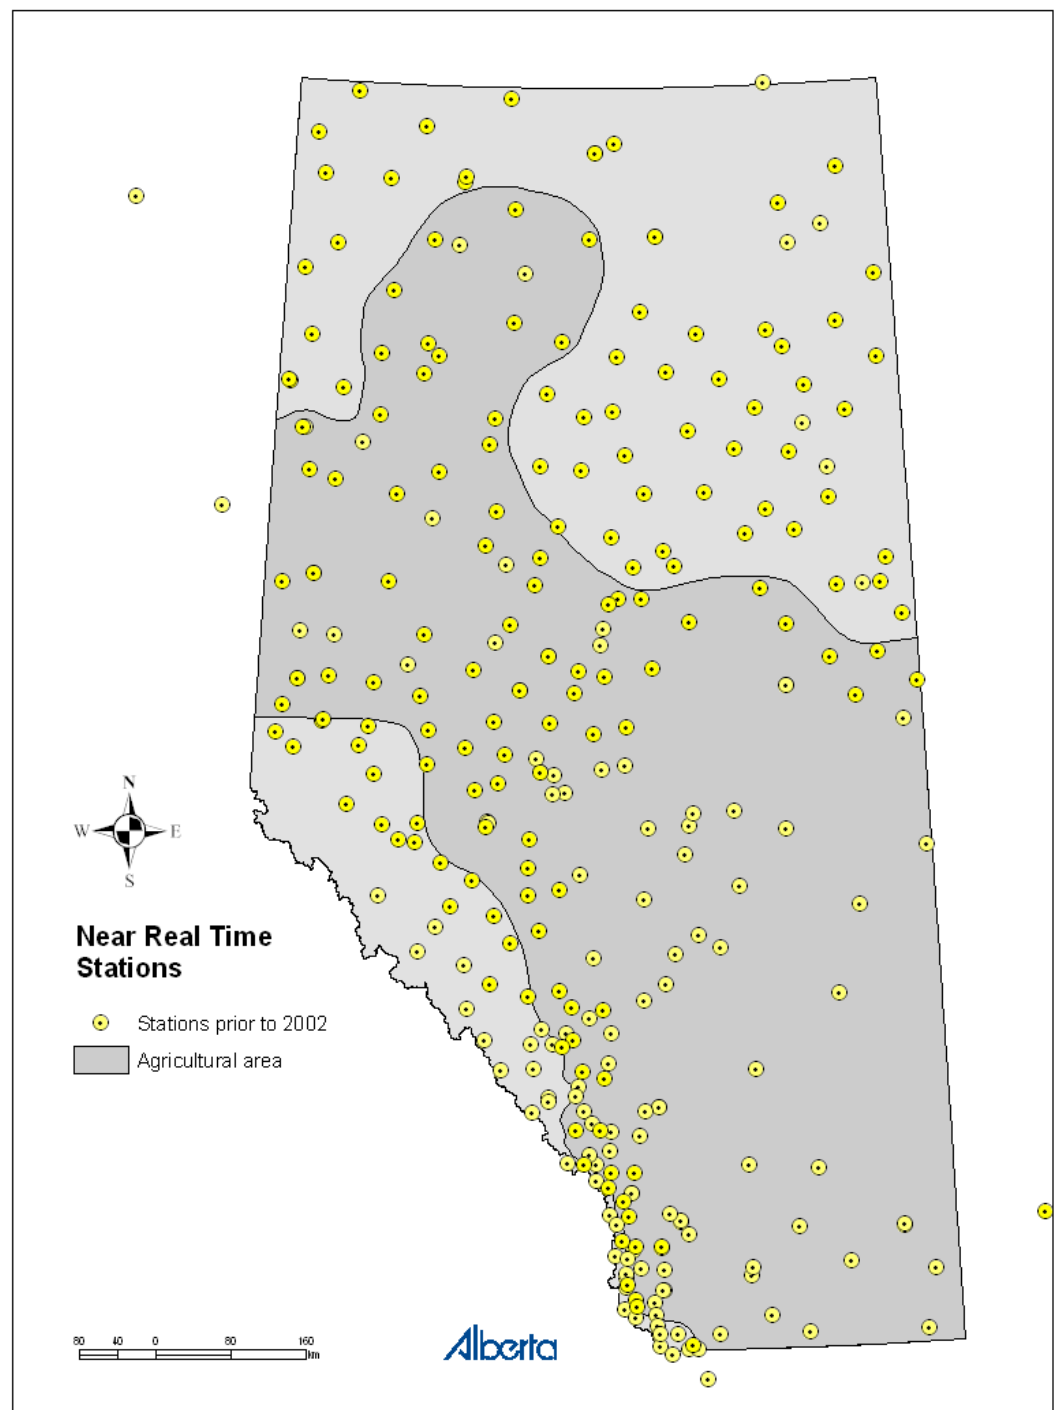 N
W E
S
Near Real Time
Stations
Stations prior to 2002
Agricultural area
80 40 0 80 160
km
Alberta